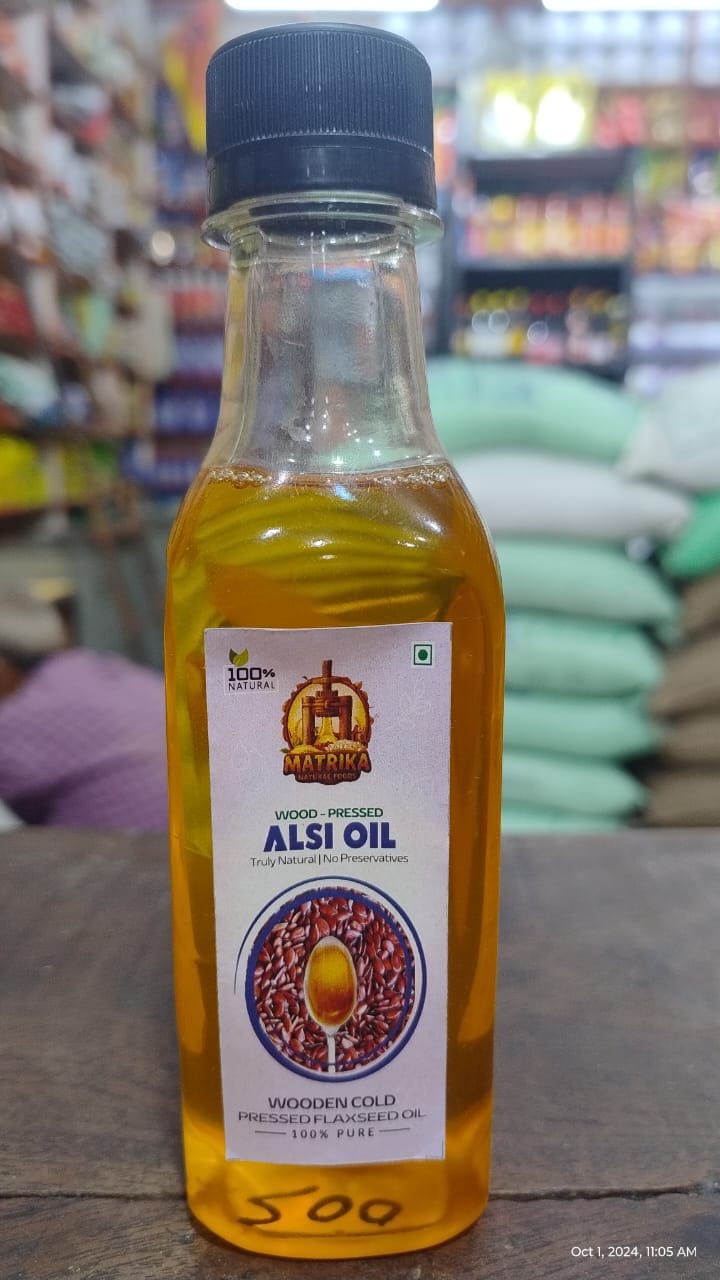 100%
NATURAL
MATRIKA
NATURAL FOODS
WOOD - PRESSED
ALSI OIL
Truly Natural | No Preservatives
WOODEN COLD
PRESSED FLAXSEED OIL
100% PURE
500
Oct 1, 2024, 11:05 AM